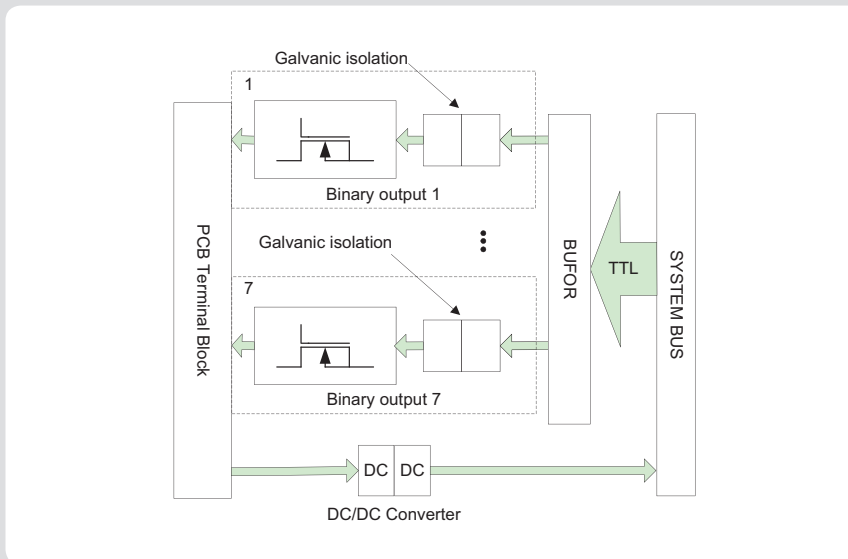 Galvanic isolation
1
Binary output 1
Galvanic isolation
7
Binary output 7
PCB Terminal Block
BUFOR
TTL
SYSTEM BUS
DC DC
DC/DC Converter